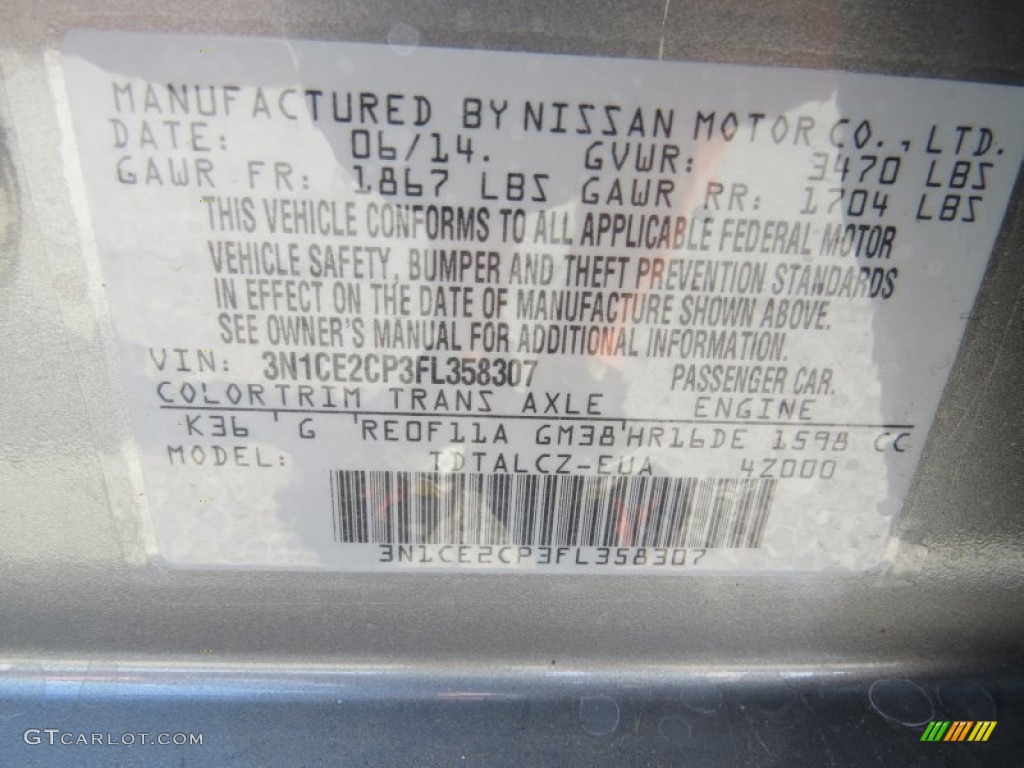 MANUFACTURED BY NISSAN MOTOR CO., LTD.
DATE: 06/14. GVWR: 3470 LBS
GAWR FR: 1867 LBS GAWR RR: 1704 LBS
THIS VEHICLE CONFORMS TO ALL APPLICABLE FEDERAL MOTOR
VEHICLE SAFETY, BUMPER AND THEFT PREVENTION STANDARDS
IN EFFECT ON THE DATE OF MANUFACTURE SHOWN ABOVE.
SEE OWNER'S MANUAL FOR ADDITIONAL INFORMATION.
VIN: 3N1CE2CP3FL358307 PASSENGER CAR.
COLOR TRIM TRANS AXLE ENGINE
K36 ' G ' RE0F11A GM38 ' HR16DE 1598 CC
MODEL: TDTALCZ-EUA 4Z000
3N1CE2CP3FL358307
GTCARLOT.COM